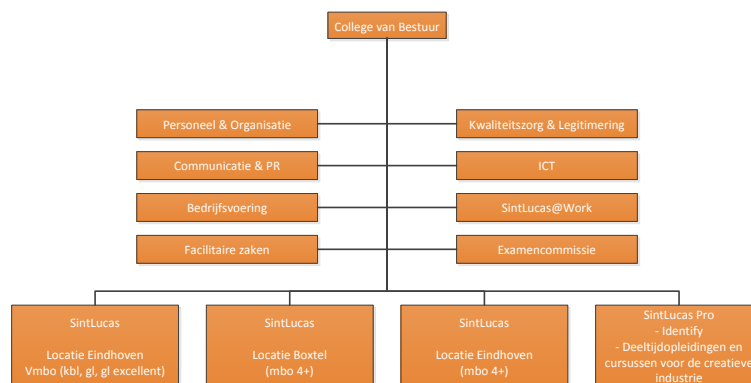 College van Bestuur
Personeel & Organisatie
Kwaliteitszorg & Legitimering
Communicatie & PR
ICT
Bedrijfsvoering
SintLucas@Work
Facilitaire zaken
Examencommissie
SintLucas
Locatie Eindhoven
Vmbo (kbl, gl, gl excellent)
SintLucas
Locatie Boxtel
(mbo 4+)
SintLucas
Locatie Eindhoven
(mbo 4+)
SintLucas Pro
- Identify
- Deeltijdopleidingen en
cursussen voor de creatieve
industrie